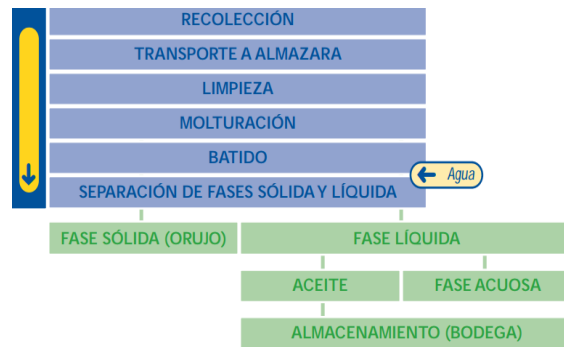 RECOLECCIÓN
TRANSPORTE A ALMAZARA
LIMPIEZA
MOLTURACIÓN
BATIDO
Agua
SEPARACIÓN DE FASES SÓLIDA Y LÍQUIDA
FASE SÓLIDA (ORUJO)
FASE LÍQUIDA
ACEITE
FASE ACUOSA
ALMACENAMIENTO (BODEGA)